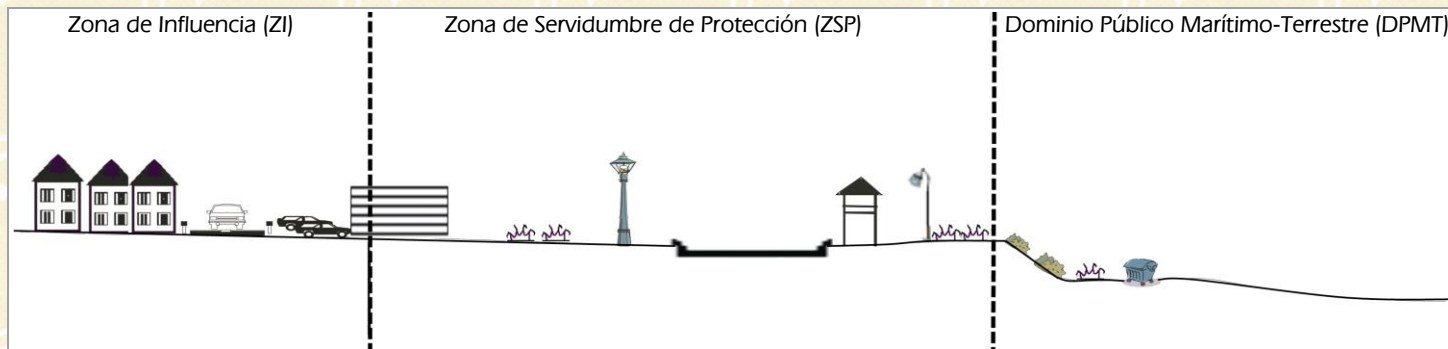 Zona de Influencia (ZI)
Zona de Servidumbre de Protección (ZSP)
Dominio Público Marítimo-Terrestre (DPMT)